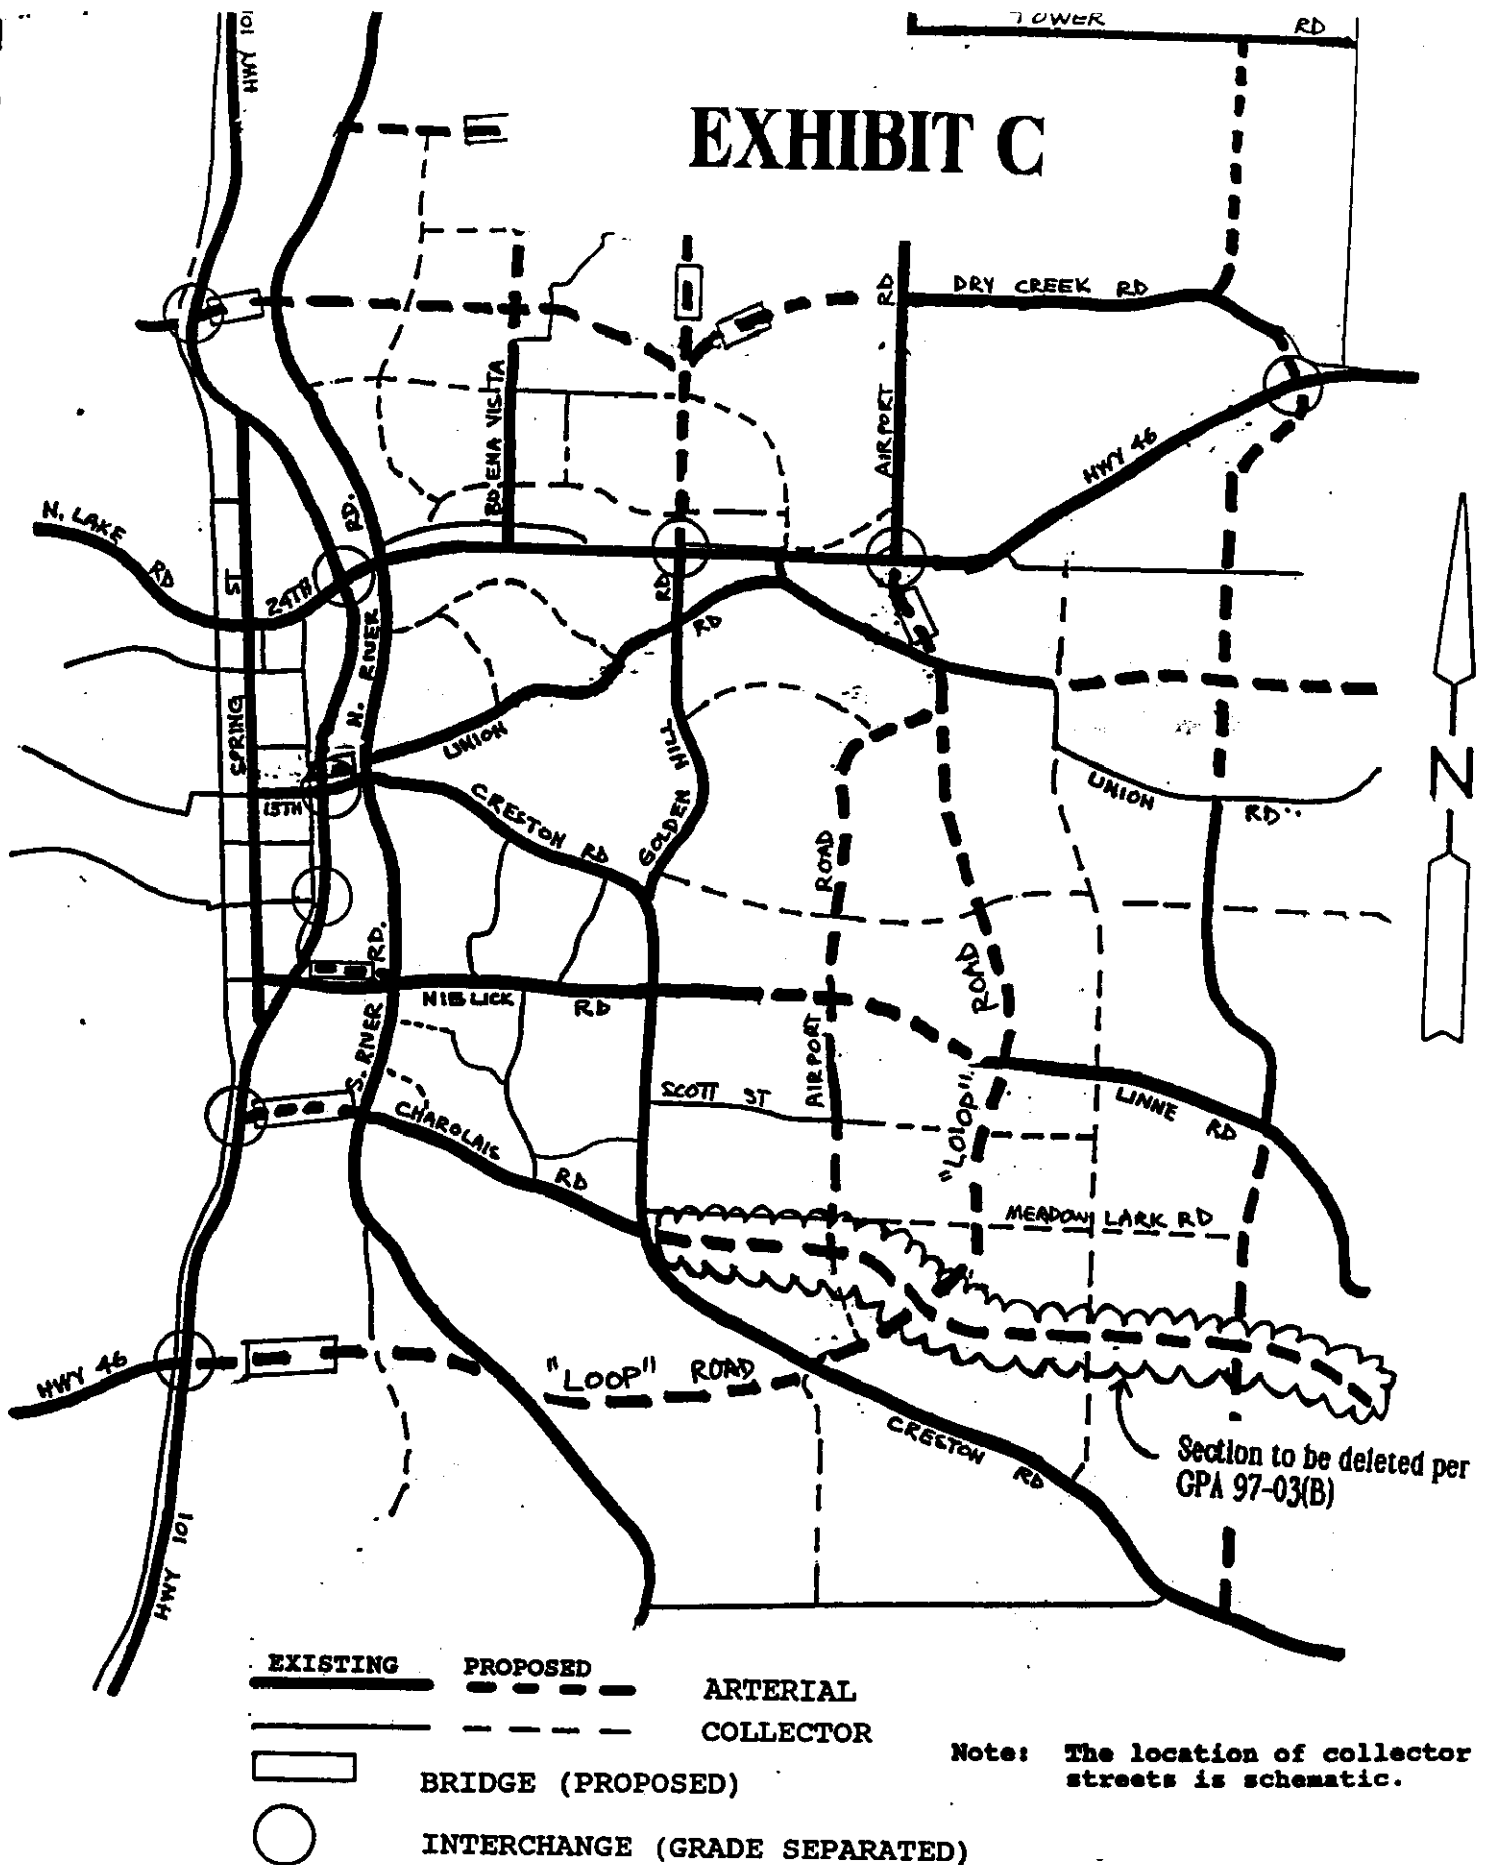 TOWER RD
HWY 101
EXHIBIT C
DRY CREEK RD
AIRPORT RD
BUENA VISTA
HWY 46
N. LAKE RD
24TH ST
RD.
N. RIVER
RD
RD
UNION
SPRING
N
HILL
GOLDEN
UNION RD
13TH
CRESTON RD
ROAD
ROAD
RD.
NIBLICK RD
S. RIVER
AIRPORT
SCOTT ST
LINNE RD
"LOOP"
CHAROLAIS RD
MEADOW LARK RD
HWY 46
"LOOP" ROAD
CRESTON RD
Section to be deleted per
GPA 97-03(B)
HWY 101
EXISTING PROPOSED
ARTERIAL
COLLECTOR
Note: The location of collector
streets is schematic.
BRIDGE (PROPOSED)
INTERCHANGE (GRADE SEPARATED)